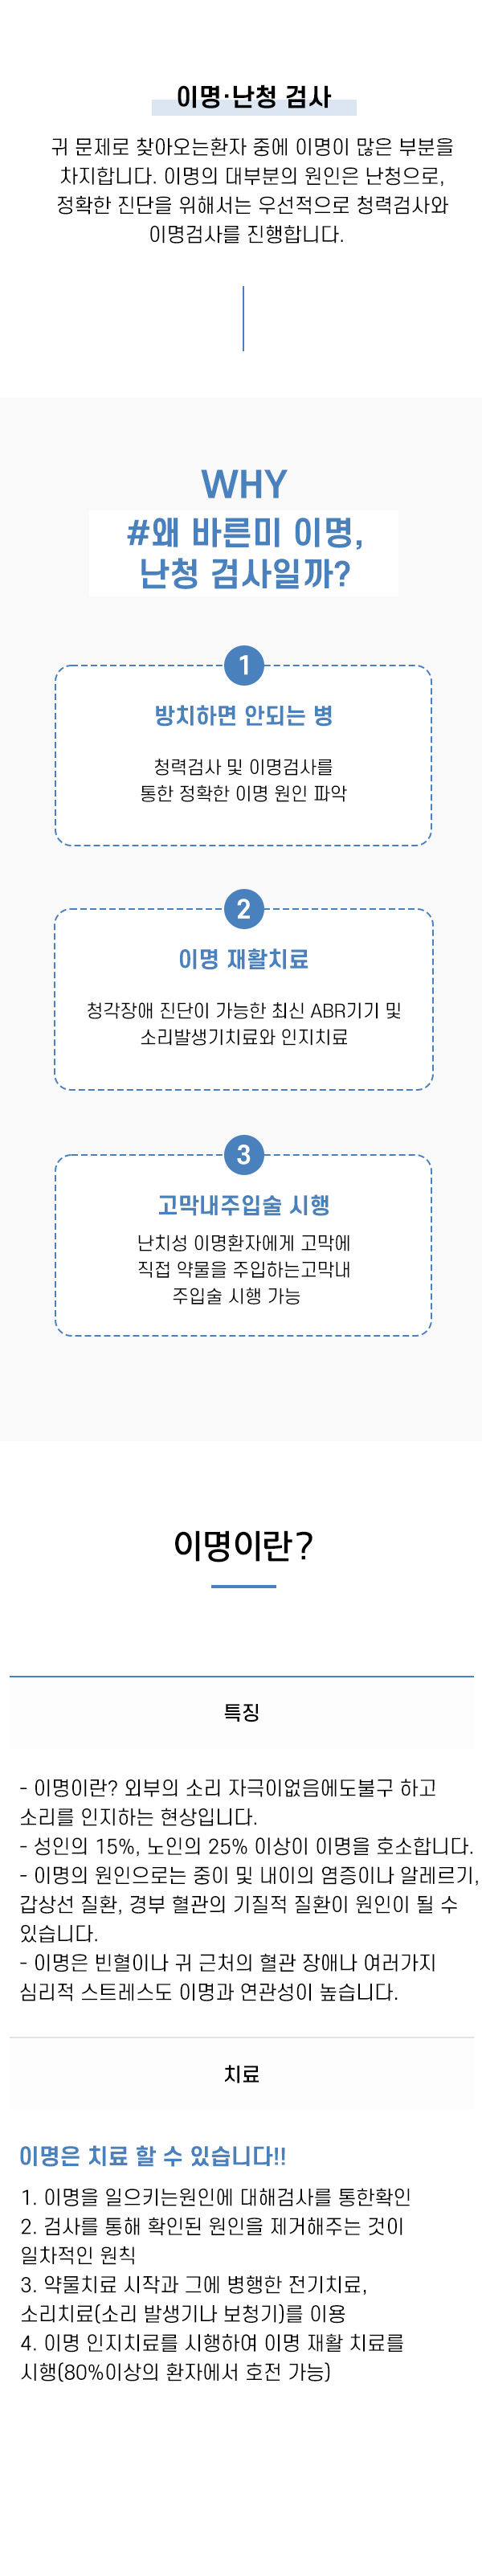 이명·난청 검사
귀 문제로 찾아오는환자 중에 이명이 많은 부분을
차지합니다. 이명의 대부분의 원인은 난청으로,
정확한 진단을 위해서는 우선적으로 청력검사와
이명검사를 진행합니다.
WHY
#왜 바른미 이명,
난청 검사일까?
1
방치하면 안되는 병
청력검사 및 이명검사를
통한 정확한 이명 원인 파악
2
이명 재활치료
청각장애 진단이 가능한 최신 ABR기기 및
소리발생기치료와 인지치료
3
고막내주입술 시행
난치성 이명환자에게 고막에
직접 약물을 주입하는고막내
주입술 시행 가능
이명이란?
특징
- 이명이란? 외부의 소리 자극이없음에도불구 하고
소리를 인지하는 현상입니다.
- 성인의 15%, 노인의 25% 이상이 이명을 호소합니다.
- 이명의 원인으로는 중이 및 내이의 염증이나 알레르기,
갑상선 질환, 경부 혈관의 기질적 질환이 원인이 될 수
있습니다.
- 이명은 빈혈이나 귀 근처의 혈관 장애나 여러가지
심리적 스트레스도 이명과 연관성이 높습니다.
치료
이명은 치료 할 수 있습니다!!
1. 이명을 일으키는원인에 대해검사를 통한확인
2. 검사를 통해 확인된 원인을 제거해주는 것이
일차적인 원칙
3. 약물치료 시작과 그에 병행한 전기치료,
소리치료(소리 발생기나 보청기)를 이용
4. 이명 인지치료를 시행하여 이명 재활 치료를
시행(80%이상의 환자에서 호전 가능)